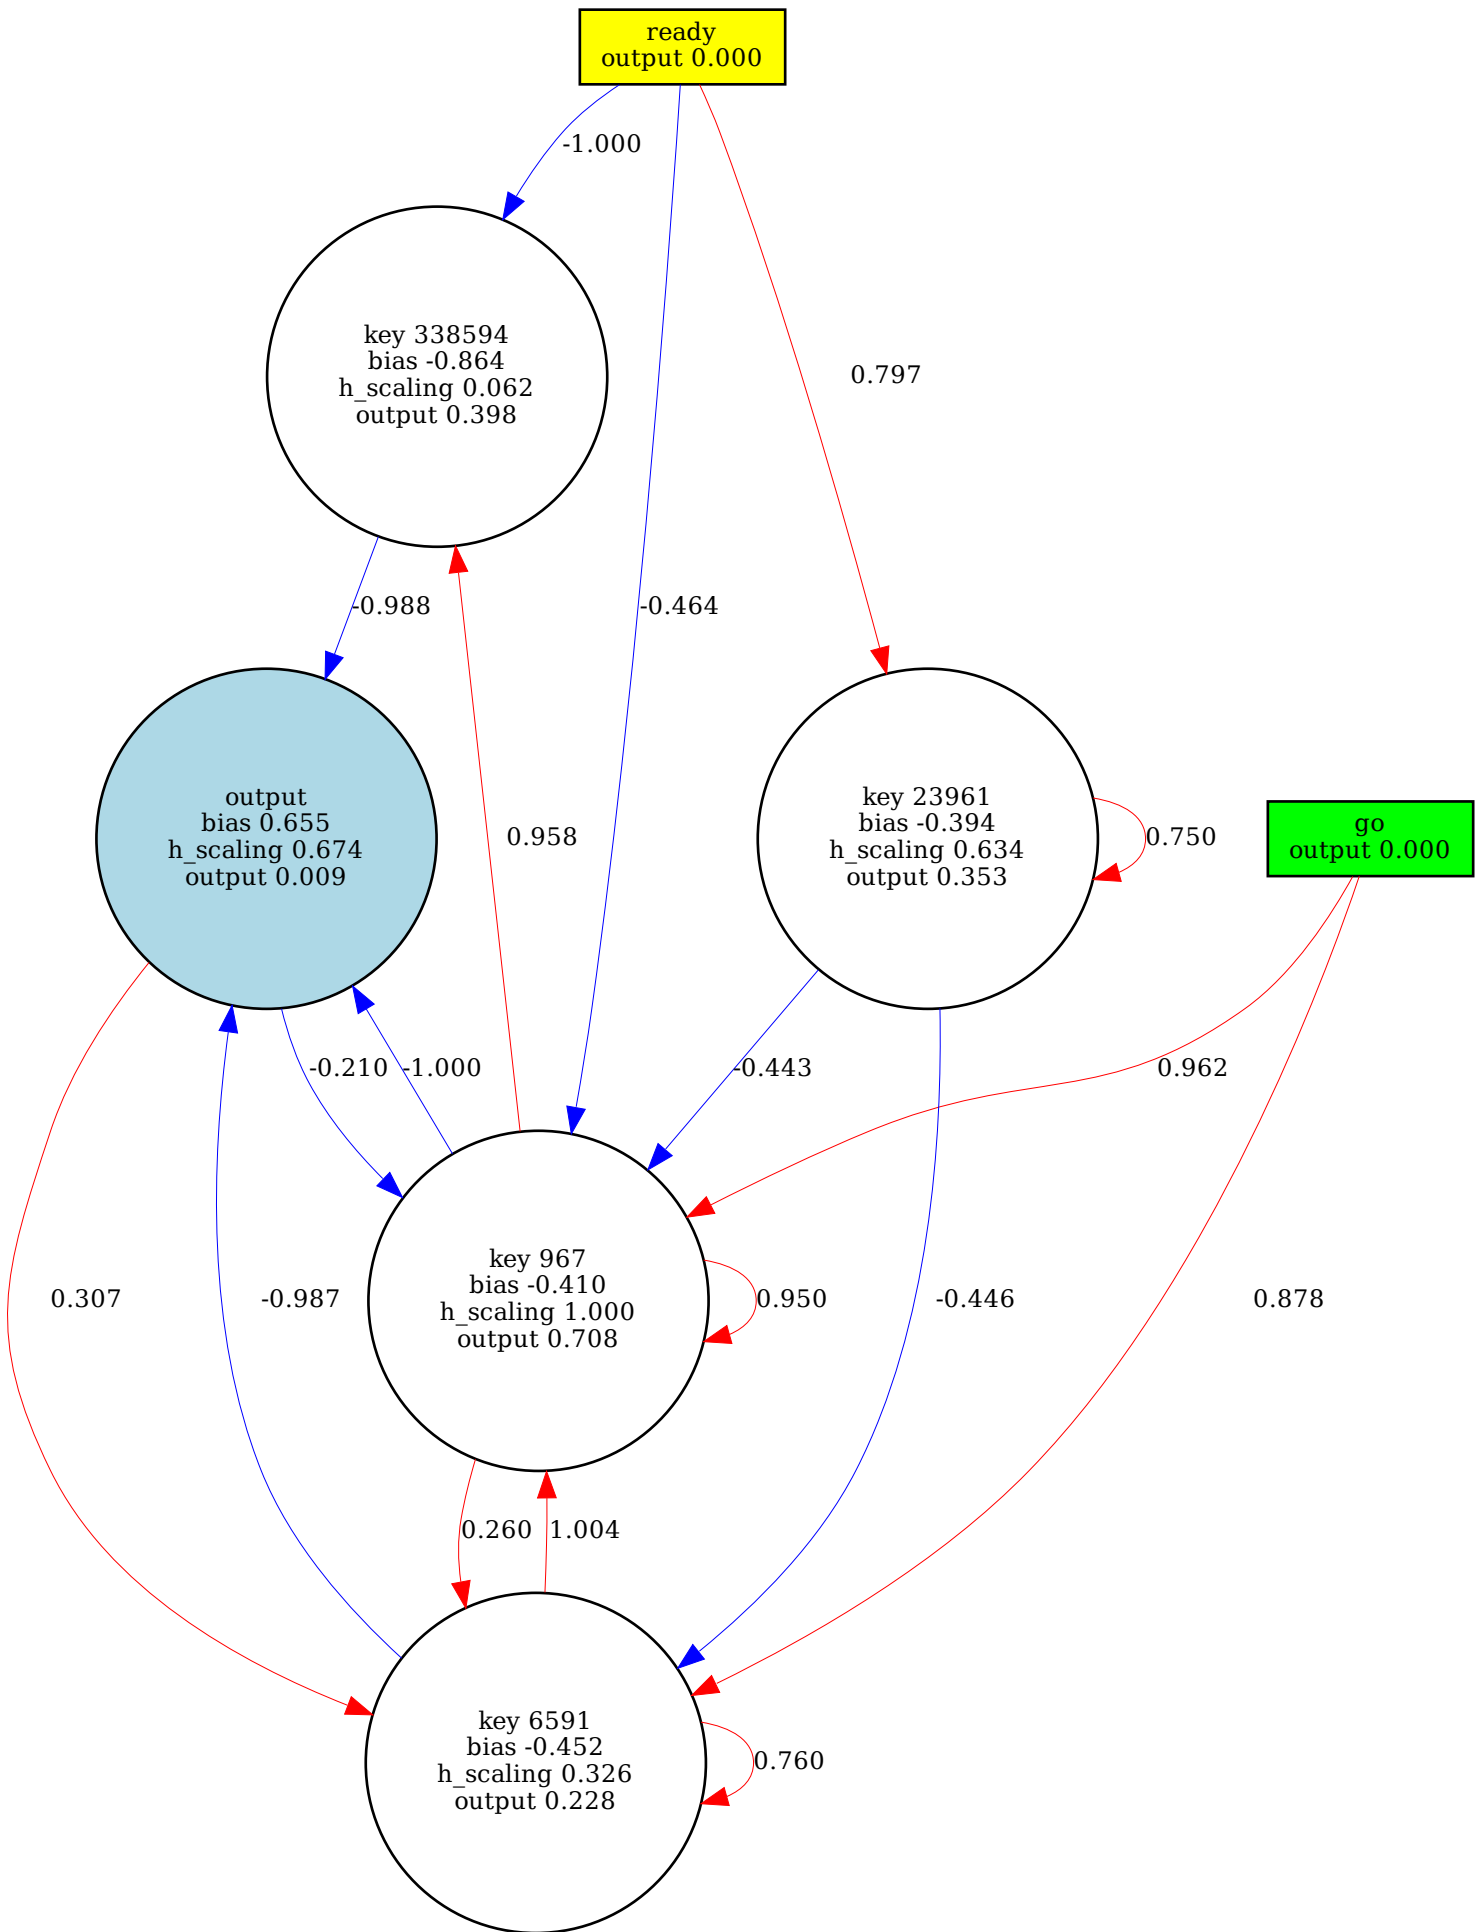 ready
output 0.000
-1.000
key 338594
bias -0.864
h_scaling 0.062
output 0.398
0.797
-0.988
-0.464
output
bias 0.655
h_scaling 0.674
output 0.009
0.958
key 23961
bias -0.394
h_scaling 0.634
output 0.353
0.750
go
output 0.000
-0.210
-1.000
-0.443
0.962
0.307
-0.987
key 967
bias -0.410
h_scaling 1.000
output 0.708
0.950
-0.446
0.878
0.260
1.004
key 6591
bias -0.452
h_scaling 0.326
output 0.228
0.760